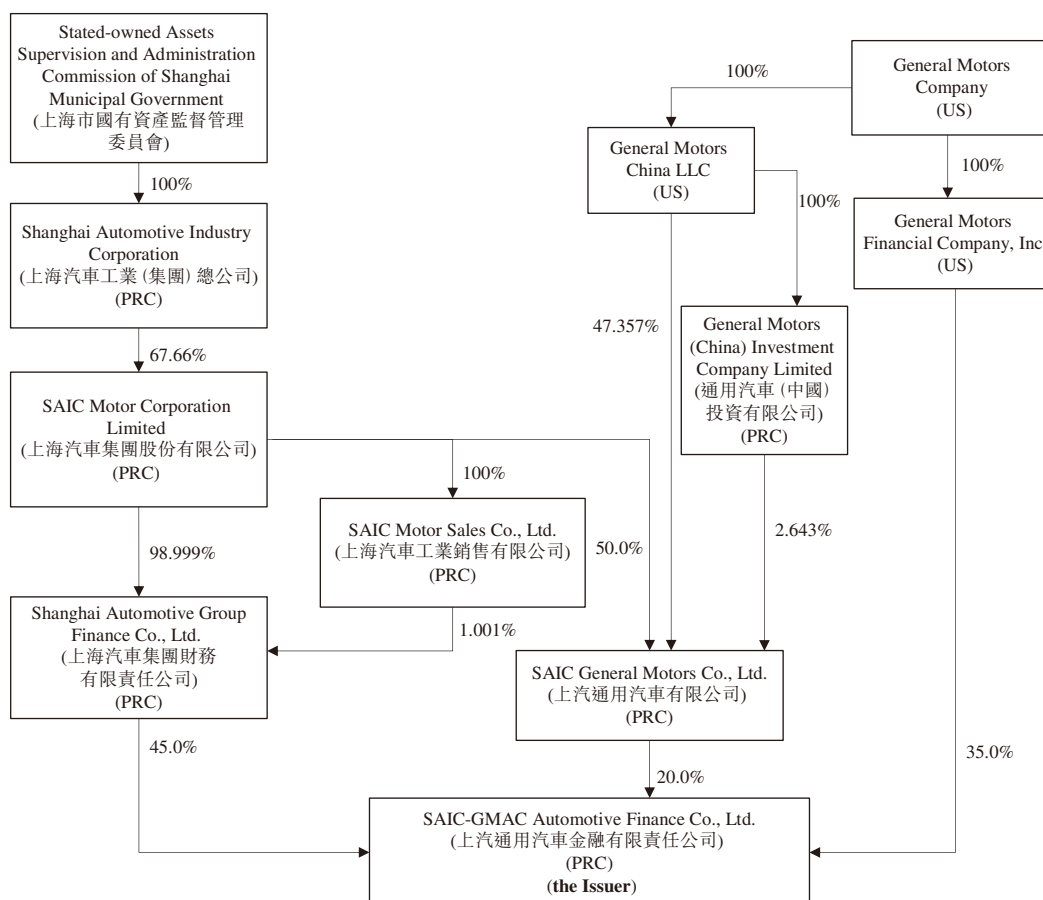 Stated-owned Assets
Supervision and Administration
Commission of Shanghai
Municipal Government
(上海市國有資產監督管理
委員會)
100%
Shanghai Automotive Industry
Corporation
(上海汽車工業 (集團) 總公司)
(PRC)
67.66%
SAIC Motor Corporation
Limited
(上海汽車集團股份有限公司)
(PRC)
100%
SAIC Motor Sales Co., Ltd.
(上海汽車工業銷售有限公司)
(PRC)
98.999%
1.001%
Shanghai Automotive Group
Finance Co., Ltd.
(上海汽車集團財務
有限責任公司)
(PRC)
45.0%
General Motors
Company
(US)
100%
General Motors
China LLC
(US)
100%
General Motors
Financial Company, Inc
(US)
100%
General Motors
(China) Investment
Company Limited
(通用汽車 (中國)
投資有限公司)
(PRC)
47.357%
50.0%
2.643%
SAIC General Motors Co., Ltd.
(上汽通用汽車有限公司)
(PRC)
20.0%
35.0%
SAIC-GMAC Automotive Finance Co., Ltd.
(上汽通用汽車金融有限責任公司)
(PRC)
(the Issuer)